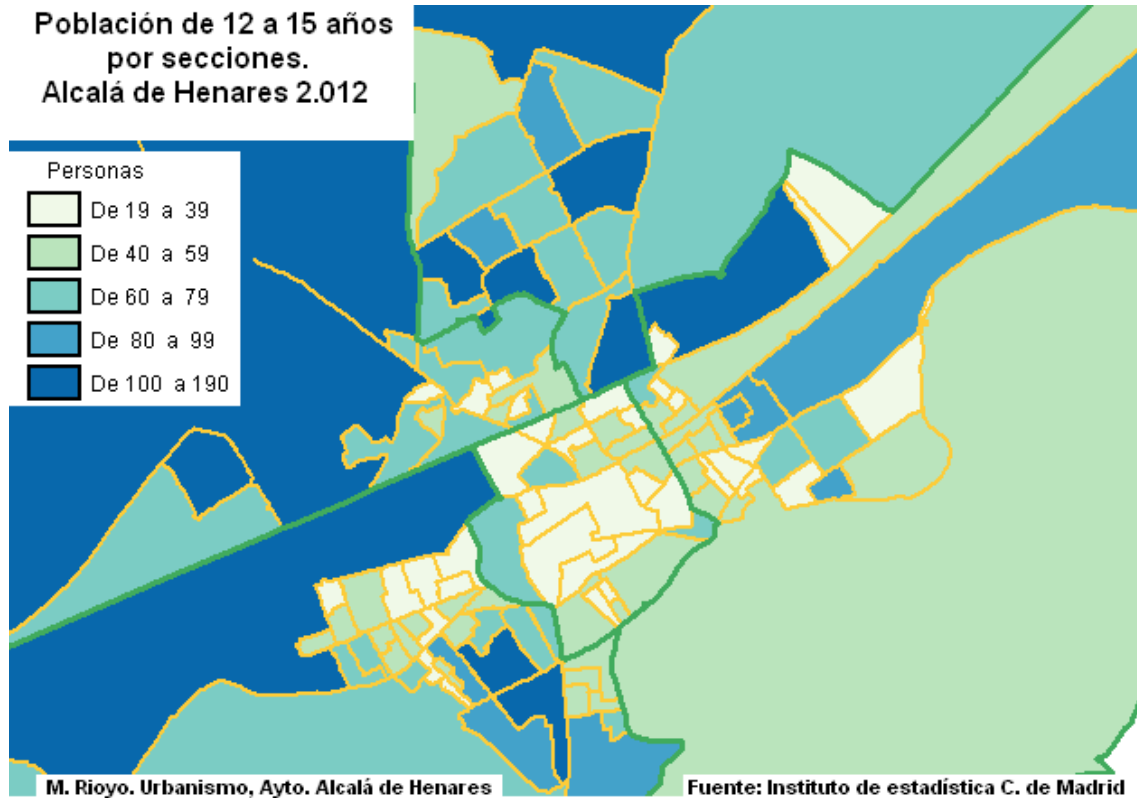 Población de 12 a 15 años
por secciones.
Alcalá de Henares 2.012
Personas
De 19 a 39
De 40 a 59
De 60 a 79
De 80 a 99
De 100 a 190
M. Rioyo. Urbanismo, Ayto. Alcalá de Henares
Fuente: Instituto de estadística C. de Madrid